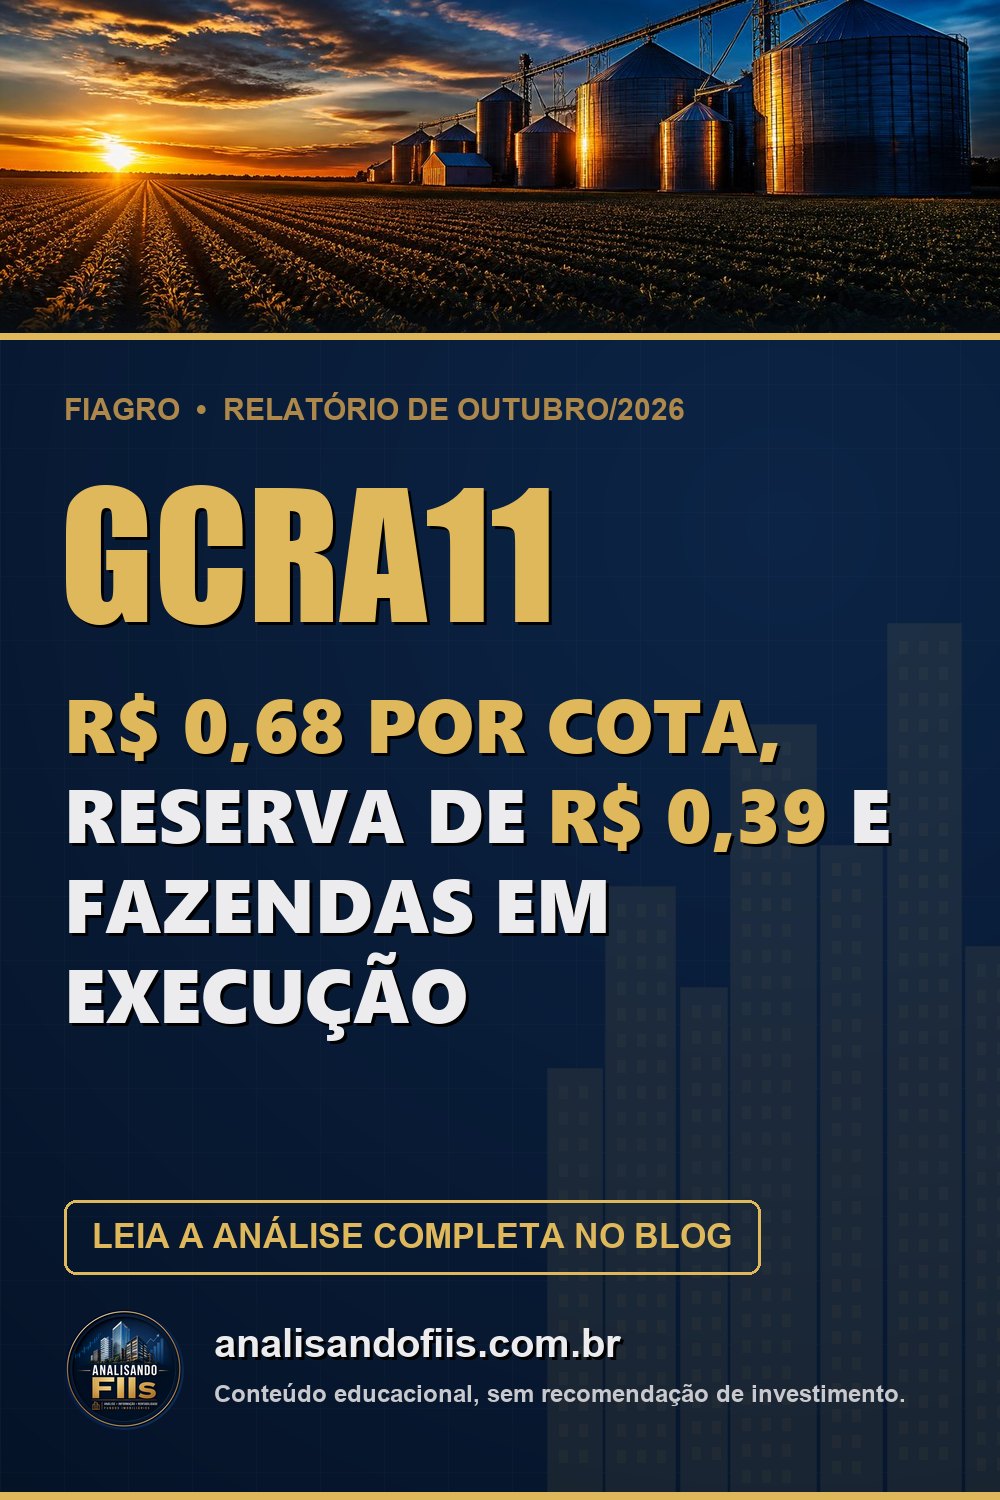 FIAGRO • RELATÓRIO DE OUTUBRO/2026
GCRA11
R$ 0,68 POR COTA,
RESERVA DE R$ 0,39 E
FAZENDAS EM
EXECUÇÃO
LEIA A ANÁLISE COMPLETA NO BLOG
ANALISANDO
FIIs
analisandofiis.com.br
Conteúdo educacional, sem recomendação de investimento.